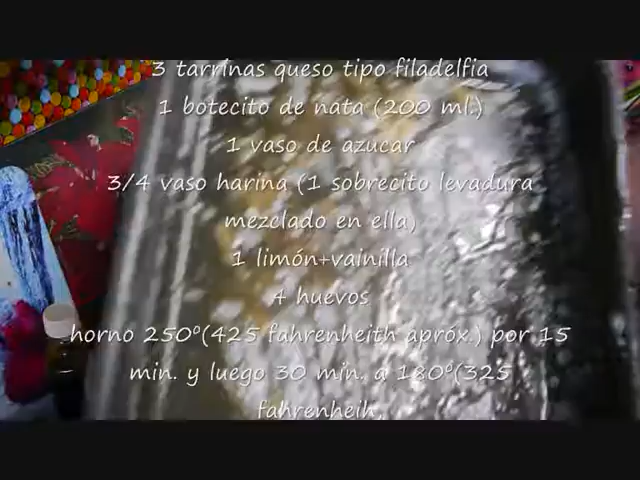 3 tarrinas queso tipo filadelfia
1 botecito de nata (200 ml.)
1 vaso de azucar
3/4 vaso harina (1 sobrecito levadura
mezclado en ella)
1 limón+vainilla
4 huevos
horno 250º(425 fahrenheith apróx.) por 15
min. y luego 30 min. a 180º(325
fahrenheih.